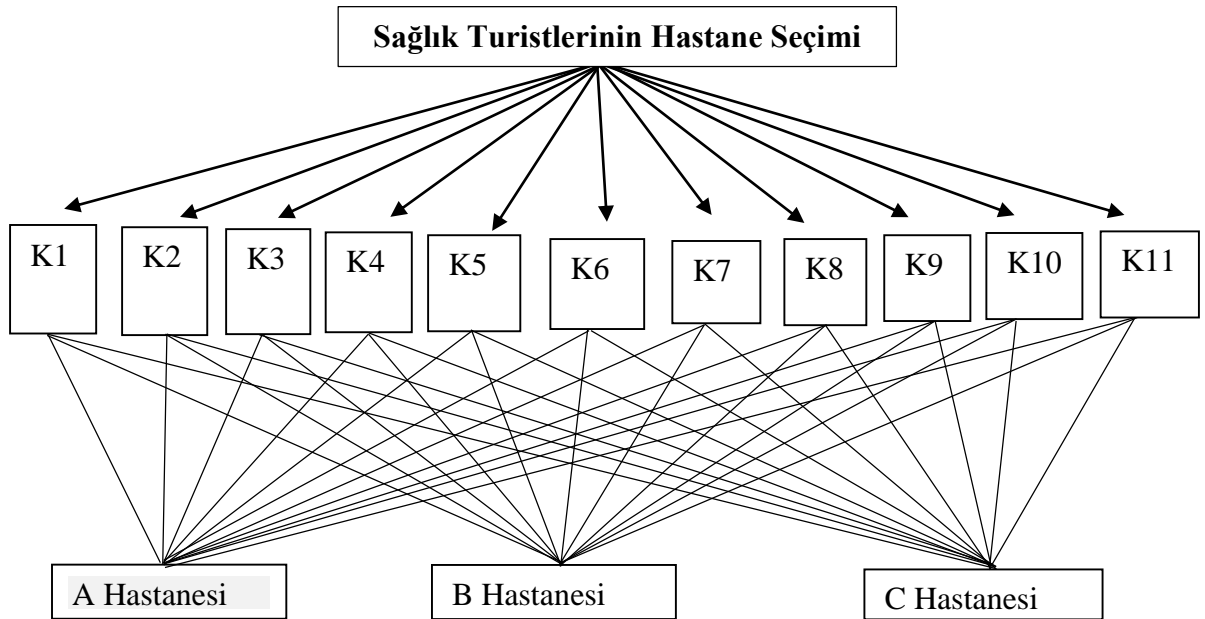 Sağlık Turistlerinin Hastane Seçimi
K1 K2 K3 K4 K5 K6 K7 K8 K9 K10 K11
A Hastanesi B Hastanesi C Hastanesi